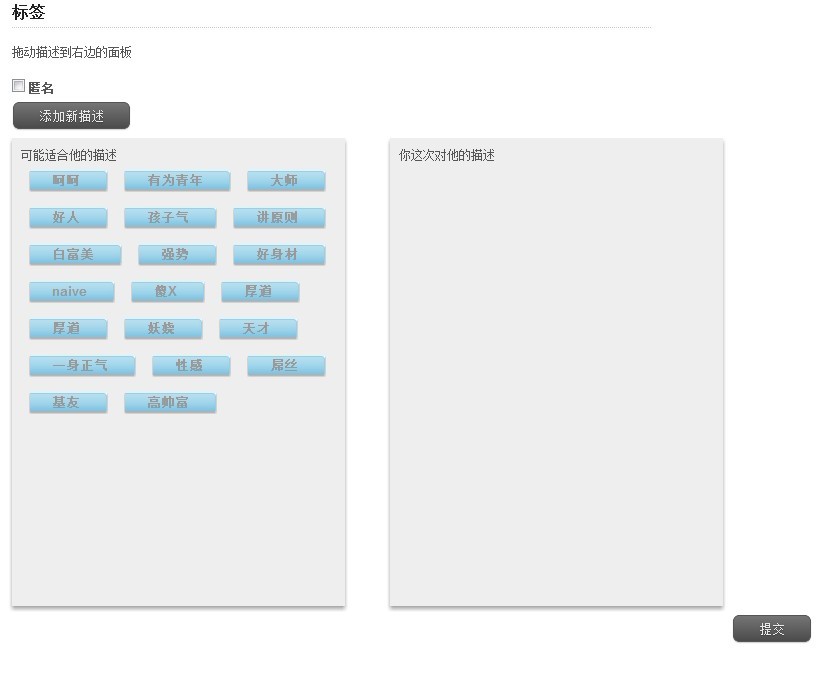 标签
拖动描述到右边的面板
匿名
添加新描述
可能适合他的描述
呵呵 有为青年 大师
好人 孩子气 讲原则
白富美 强势 好身材
naive 傻X 厚道
厚道 妖娆 天才
一身正气 性感 屌丝
基友 高帅富
你这次对他的描述
提交